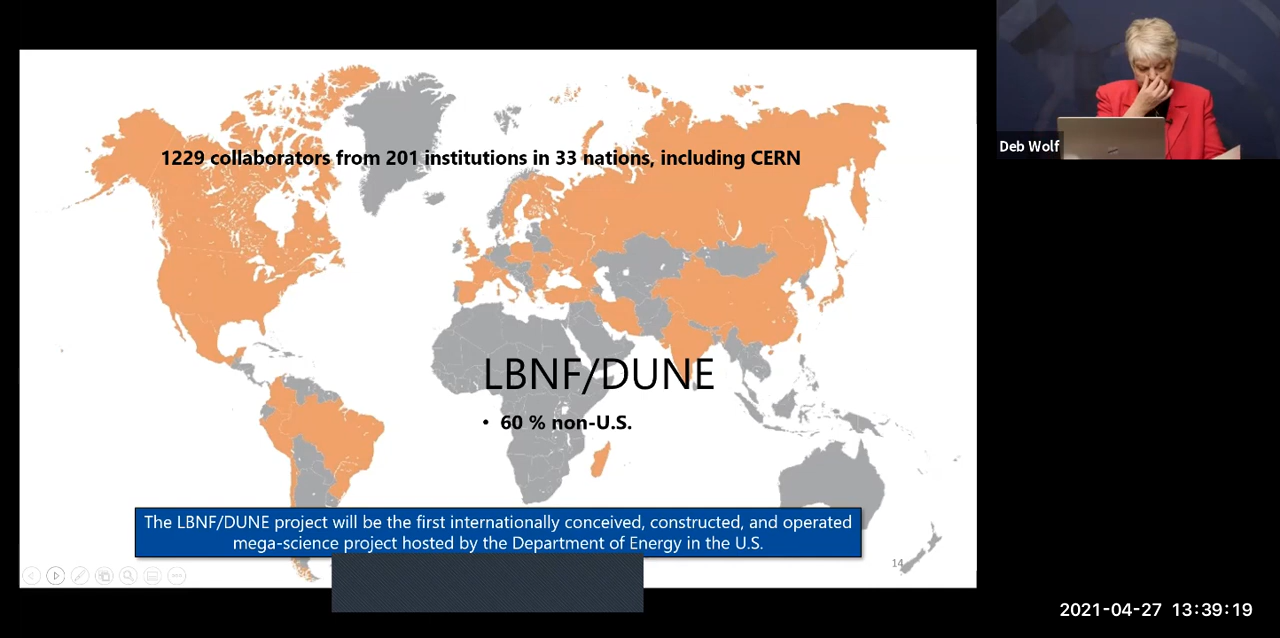 1229 collaborators from 201 institutions in 33 nations, including CERN
LBNF/DUNE
• 60 % non-U.S.
The LBNF/DUNE project will be the first internationally conceived, constructed, and operated
mega-science project hosted by the Department of Energy in the U.S.
14
Deb Wolf
2021-04-27 13:39:19